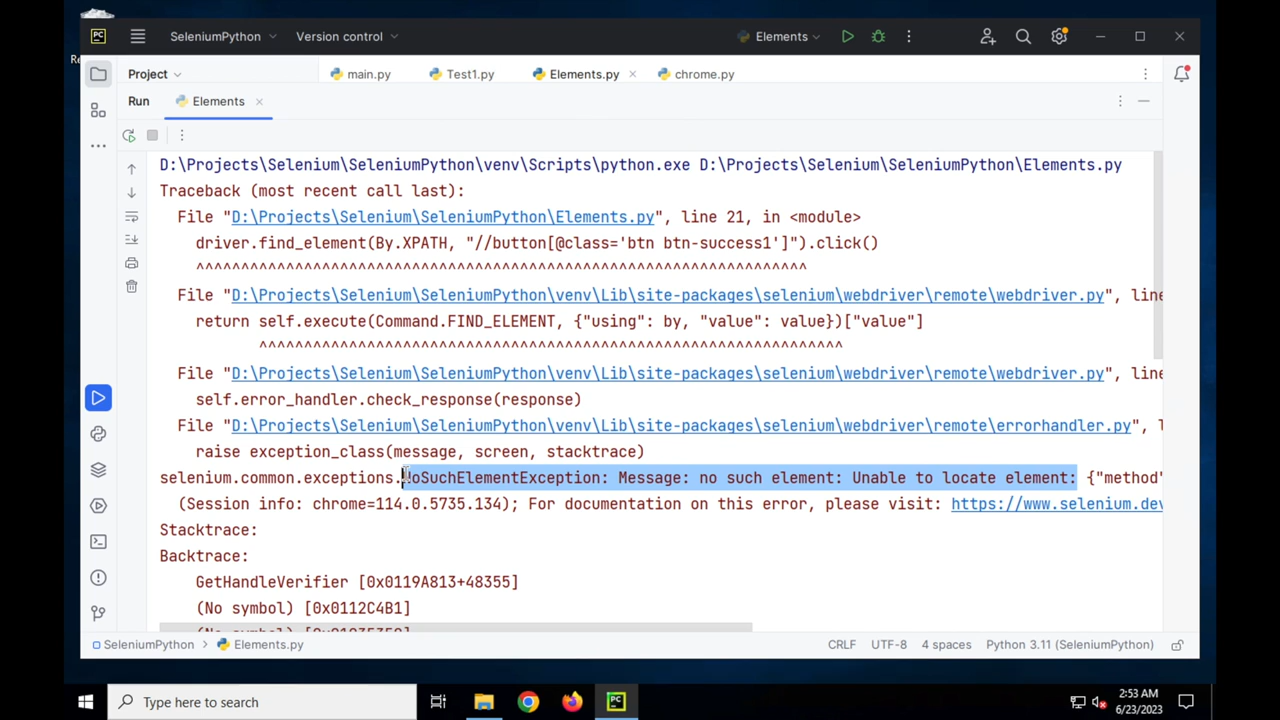 PC SeleniumPython Version control Elements
Re
Project main.py Test1.py Elements.py chrome.py
Run Elements
D:\Projects\Selenium\SeleniumPython\venv\Scripts\python.exe D:\Projects\Selenium\SeleniumPython\Elements.py
Traceback (most recent call last):
File "D:\Projects\Selenium\SeleniumPython\Elements.py", line 21, in <module>
driver.find_element(By.XPATH, "//button[@class='btn btn-success1']").click()
^^^^^^^^^^^^^^^^^^^^^^^^^^^^^^^^^^^^^^^^^^^^^^^^^^^^^^^^^^^^^^^^^^^^
File "D:\Projects\Selenium\SeleniumPython\venv\Lib\site-packages\selenium\webdriver\remote\webdriver.py", line
return self.execute(Command.FIND_ELEMENT, {"using": by, "value": value})["value"]
^^^^^^^^^^^^^^^^^^^^^^^^^^^^^^^^^^^^^^^^^^^^^^^^^^^^^^^^^^^^^^^^^
File "D:\Projects\Selenium\SeleniumPython\venv\Lib\site-packages\selenium\webdriver\remote\webdriver.py", line
self.error_handler.check_response(response)
File "D:\Projects\Selenium\SeleniumPython\venv\Lib\site-packages\selenium\webdriver\remote\errorhandler.py", l
raise exception_class(message, screen, stacktrace)
selenium.common.exceptions.NoSuchElementException: Message: no such element: Unable to locate element: {"method"
(Session info: chrome=114.0.5735.134); For documentation on this error, please visit: https://www.selenium.dev
Stacktrace:
Backtrace:
GetHandleVerifier [0x0119A813+48355]
(No symbol) [0x0112C4B1]
SeleniumPython > Elements.py CRLF UTF-8 4 spaces Python 3.11 (SeleniumPython)
Type here to search PC 2:53 AM
6/23/2023